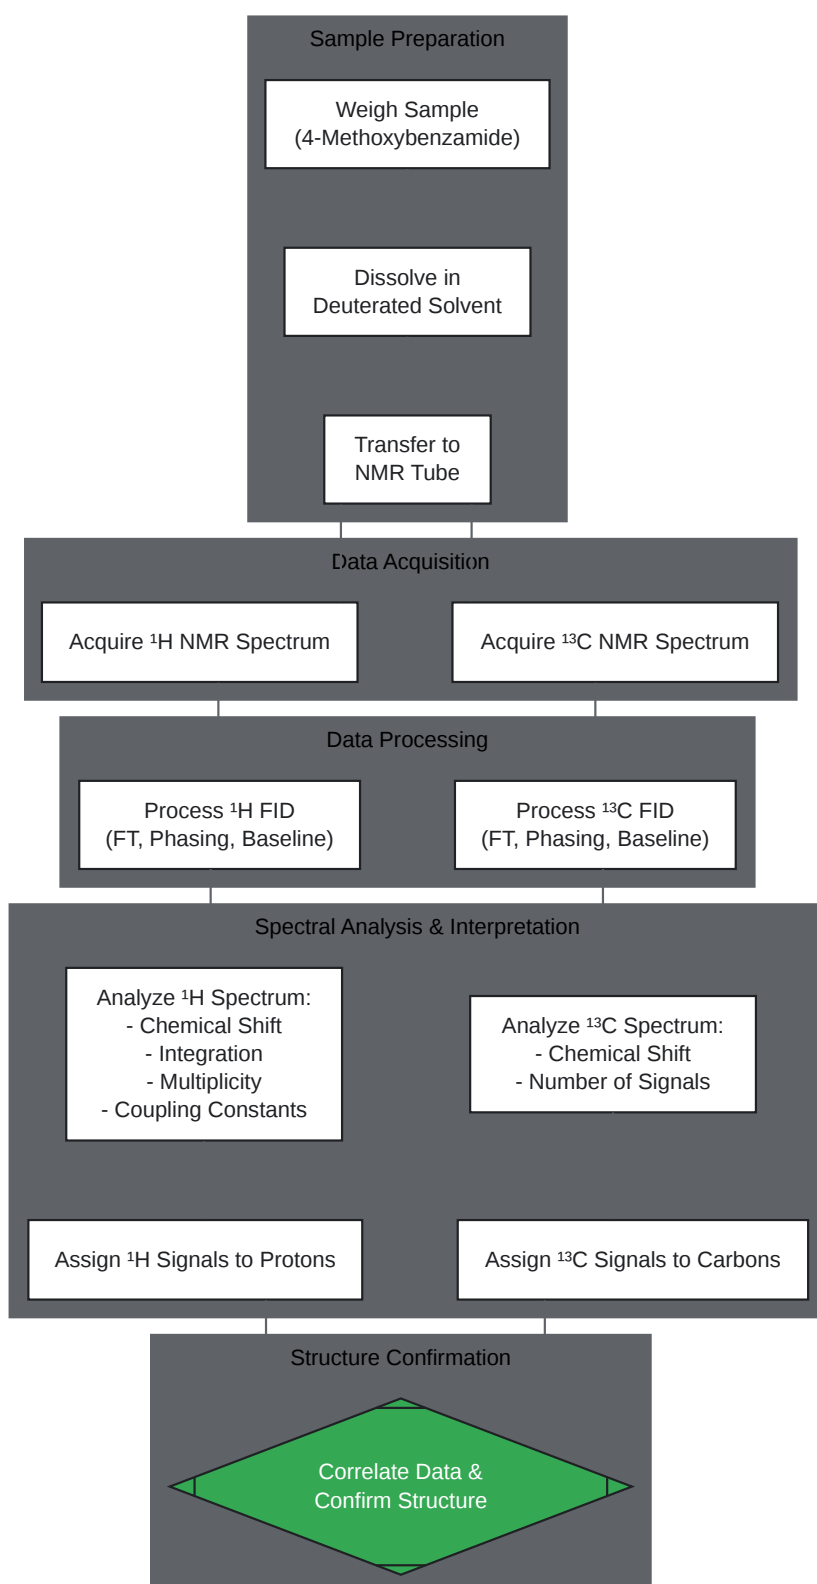 Sample Preparation
Weigh Sample
(4-Methoxybenzamide)
Dissolve in
Deuterated Solvent
Transfer to
NMR Tube
Data Acquisition
Acquire ¹H NMR Spectrum
Acquire ¹³C NMR Spectrum
Data Processing
Process ¹H FID
(FT, Phasing, Baseline)
Process ¹³C FID
(FT, Phasing, Baseline)
Spectral Analysis & Interpretation
Analyze ¹H Spectrum:
- Chemical Shift
- Integration
- Multiplicity
- Coupling Constants
Analyze ¹³C Spectrum:
- Chemical Shift
- Number of Signals
Assign ¹H Signals to Protons
Assign ¹³C Signals to Carbons
Structure Confirmation
Correlate Data &
Confirm Structure